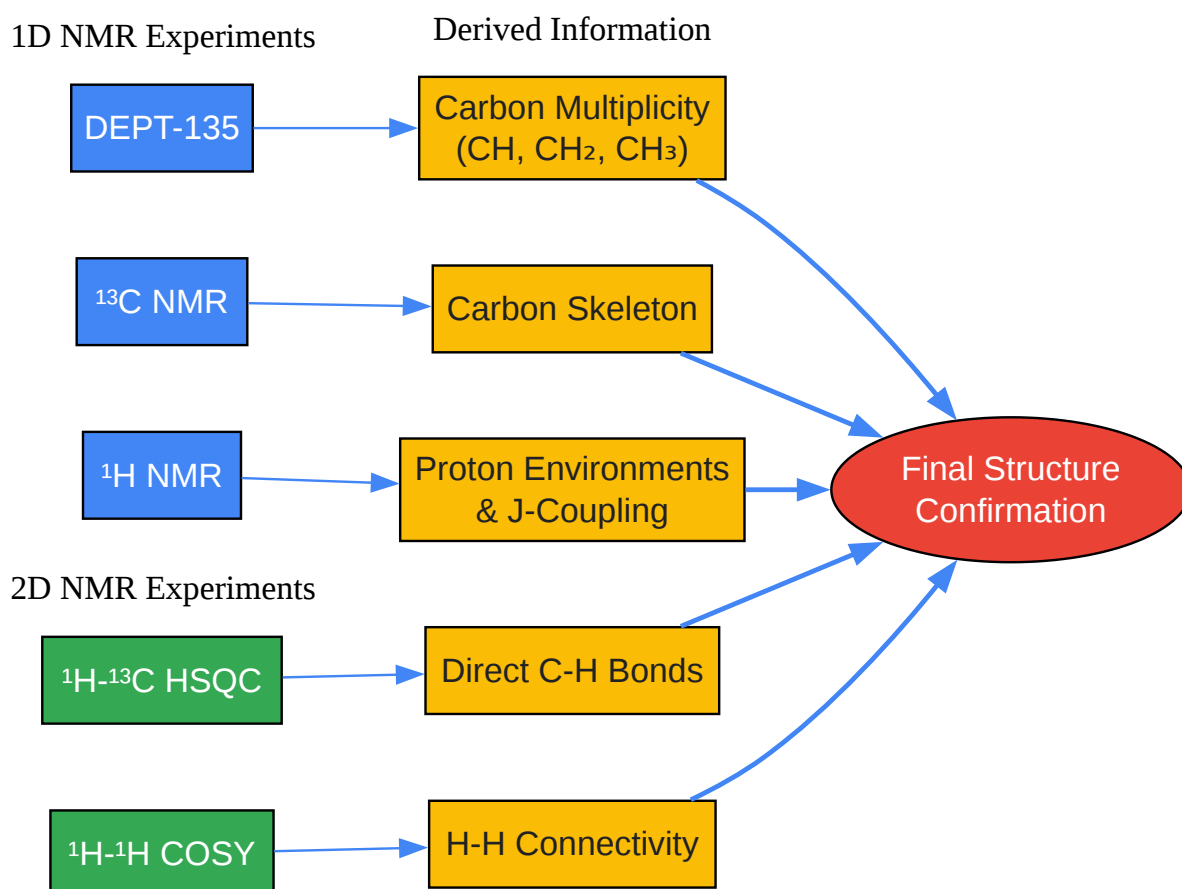 1D NMR Experiments
Derived Information
DEPT-135
Carbon Multiplicity
(CH, CH₂, CH₃)
¹³C NMR
Carbon Skeleton
¹H NMR
Proton Environments
& J-Coupling
Final Structure
Confirmation
2D NMR Experiments
¹H-¹³C HSQC
Direct C-H Bonds
¹H-¹H COSY
H-H Connectivity